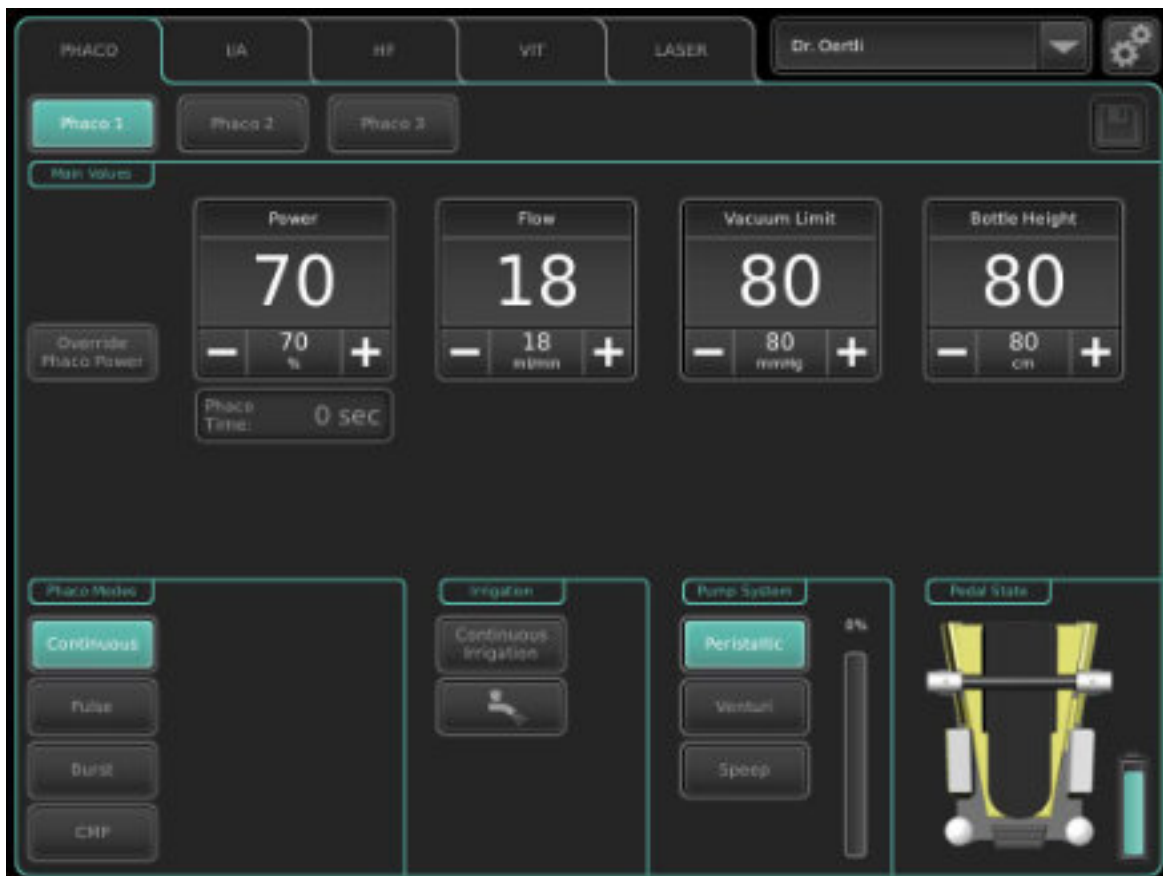 PHACO
I/A
HF
VIT
LASER
Dr. Oertli
Phaco 1
Phaco 2
Phaco 3
Main Values
Power
70
70
%
Flow
18
18
ml/min
Vacuum Limit
80
80
mmHg
Bottle Height
80
80
cm
Override
Phaco Power
Phaco
Time:
0 sec
Phaco Modes
Continuous
Pulse
Burst
CMP
Irrigation
Continuous
Irrigation
Pump System
Peristaltic
Venturi
Speep
0%
Pedal State